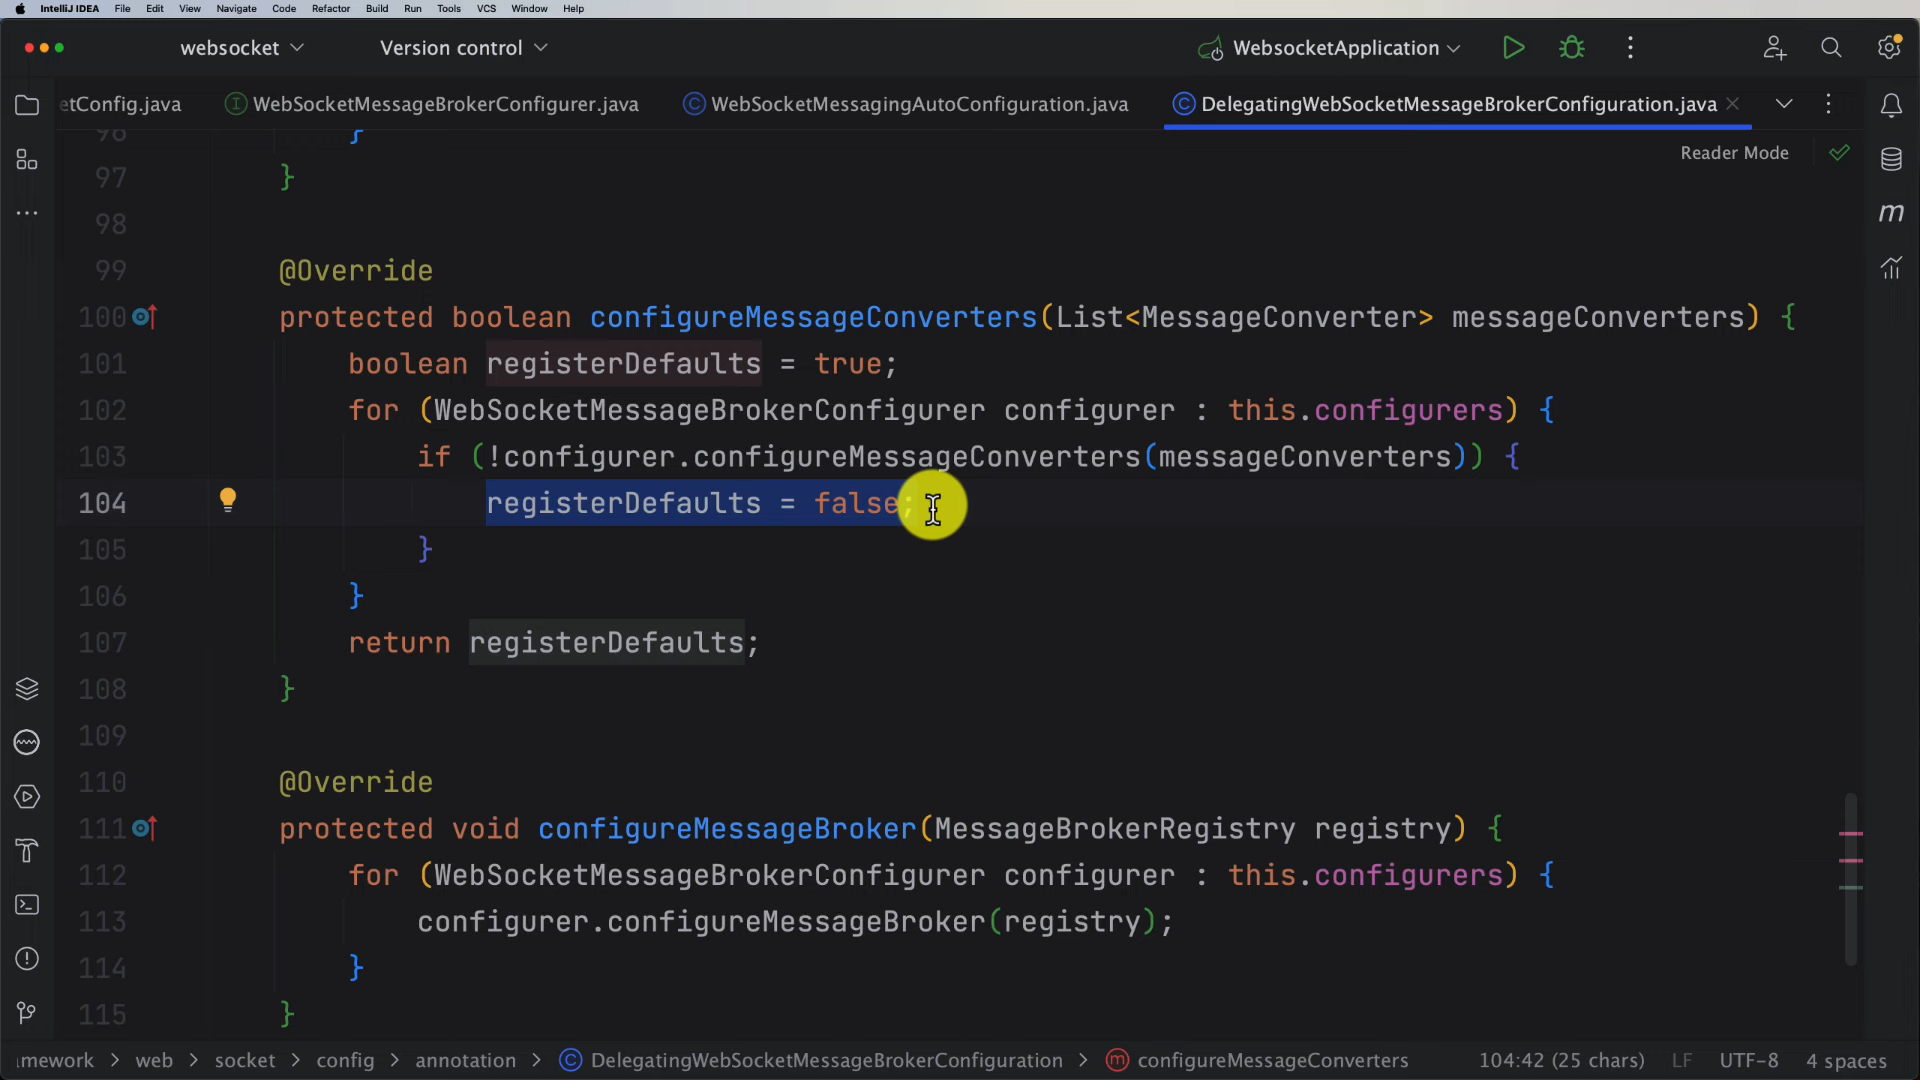 IntelliJ IDEA File Edit View Navigate Code Refactor Build Run Tools VCS Window Help
websocket Version control WebsocketApplication
etConfig.java WebSocketMessageBrokerConfigurer.java WebSocketMessagingAutoConfiguration.java DelegatingWebSocketMessageBrokerConfiguration.java
Reader Mode
96 }
97 }
98
99 @Override
100 protected boolean configureMessageConverters(List<MessageConverter> messageConverters) {
101 boolean registerDefaults = true;
102 for (WebSocketMessageBrokerConfigurer configurer : this.configurers) {
103 if (!configurer.configureMessageConverters(messageConverters)) {
104 registerDefaults = false;
105 }
106 }
107 return registerDefaults;
108 }
109
110 @Override
111 protected void configureMessageBroker(MessageBrokerRegistry registry) {
112 for (WebSocketMessageBrokerConfigurer configurer : this.configurers) {
113 configurer.configureMessageBroker(registry);
114 }
115 }
mework > web > socket > config > annotation > DelegatingWebSocketMessageBrokerConfiguration > configureMessageConverters 104:42 (25 chars) LF UTF-8 4 spaces